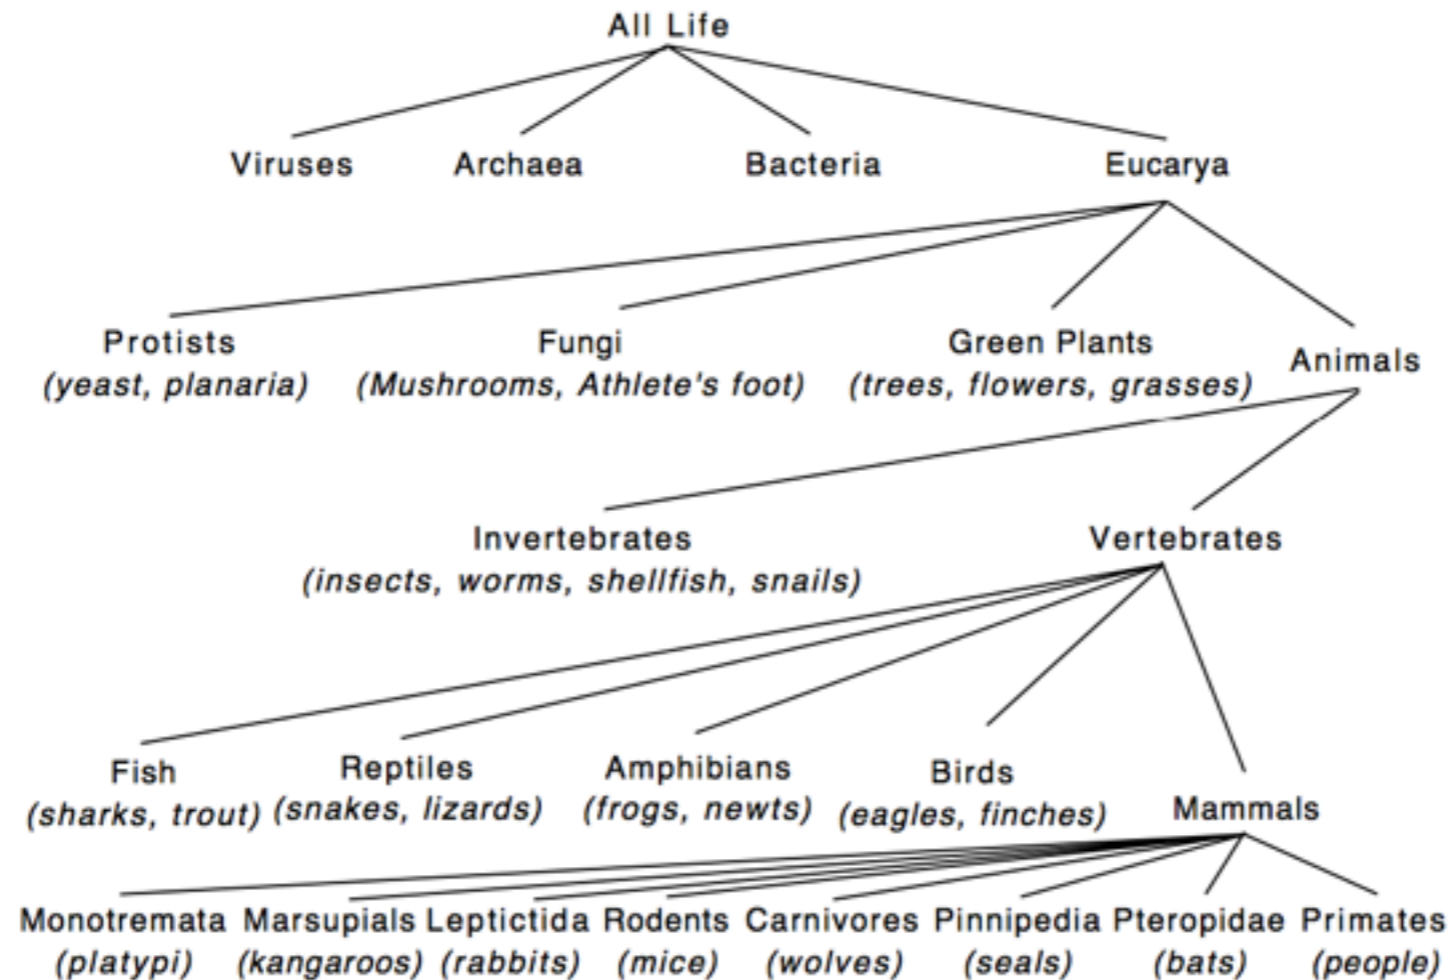 All Life
Viruses Archaea Bacteria Eucarya
Protists Fungi Green Plants Animals
(yeast, planaria) (Mushrooms, Athlete's foot) (trees, flowers, grasses)
Invertebrates Vertebrates
(insects, worms, shellfish, snails)
Fish Reptiles Amphibians Birds
(sharks, trout) (snakes, lizards) (frogs, newts) (eagles, finches) Mammals
Monotremata Marsupials Leptictida Rodents Carnivores Pinnipedia Pteropidae Primates
(platypi) (kangaroos) (rabbits) (mice) (wolves) (seals) (bats) (people)